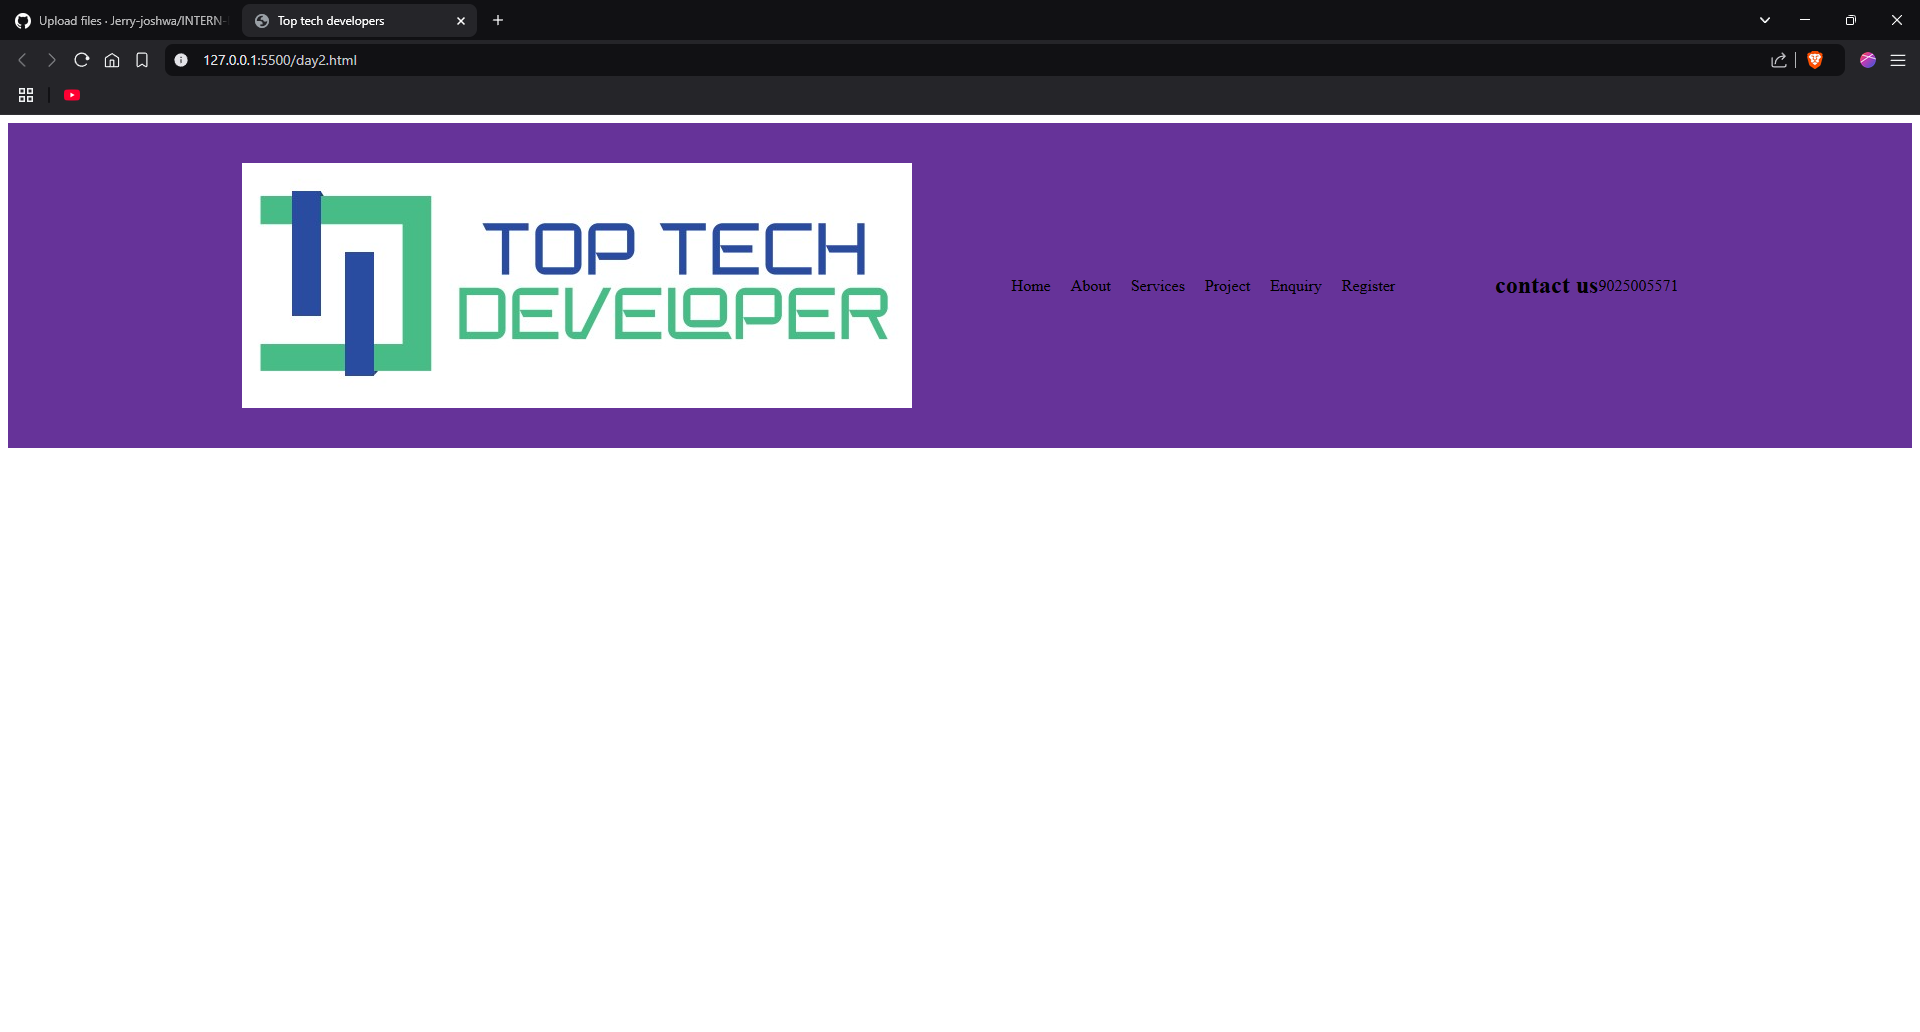 Upload files · Jerry-joshwa/INTERN-
Top tech developers
127.0.0.1:5500/day2.html
TOP TECH
DEVELOPER
Home About Services Project Enquiry Register contact us9025005571